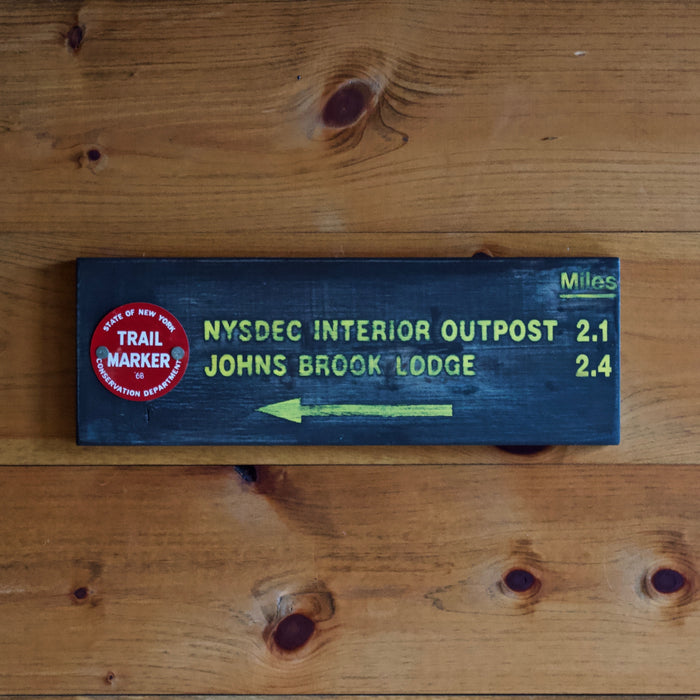 Miles
NYSDEC INTERIOR OUTPOST 2.1
JOHNS BROOK LODGE 2.4
STATE OF NEW YORK
TRAIL
MARKER
'68
CONSERVATION DEPARTMENT